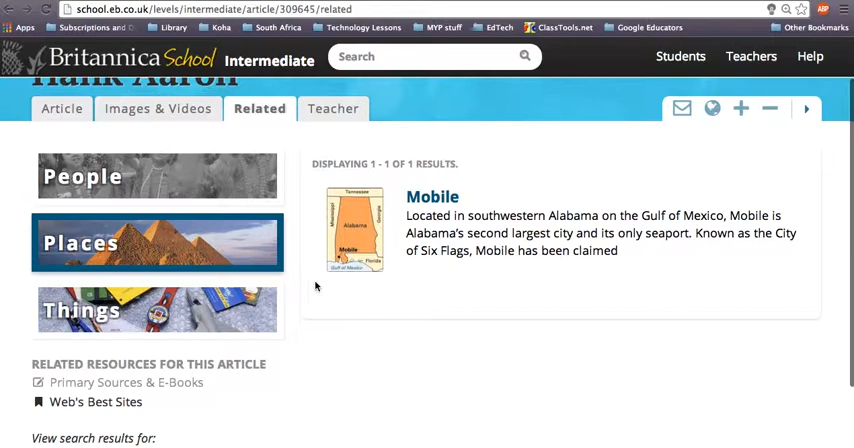 school.eb.co.uk/levels/intermediate/article/309645/related
Apps Subscriptions and D Library Koha South Africa Technology Lessons MYP stuff EdTech ClassTools.net Google Educators Other Bookmarks
Britannica School Intermediate Search Students Teachers Help
Hank Aaron
Article Images & Videos Related Teacher
DISPLAYING 1 - 1 OF 1 RESULTS.
People
Tennessee
Mississippi
Alabama
Georgia
Mobile
Florida
Gulf of Mexico
Mobile
Located in southwestern Alabama on the Gulf of Mexico, Mobile is
Alabama's second largest city and its only seaport. Known as the City
of Six Flags, Mobile has been claimed
Places
Things
RELATED RESOURCES FOR THIS ARTICLE
Primary Sources & E-Books
Web's Best Sites
View search results for:
ABP